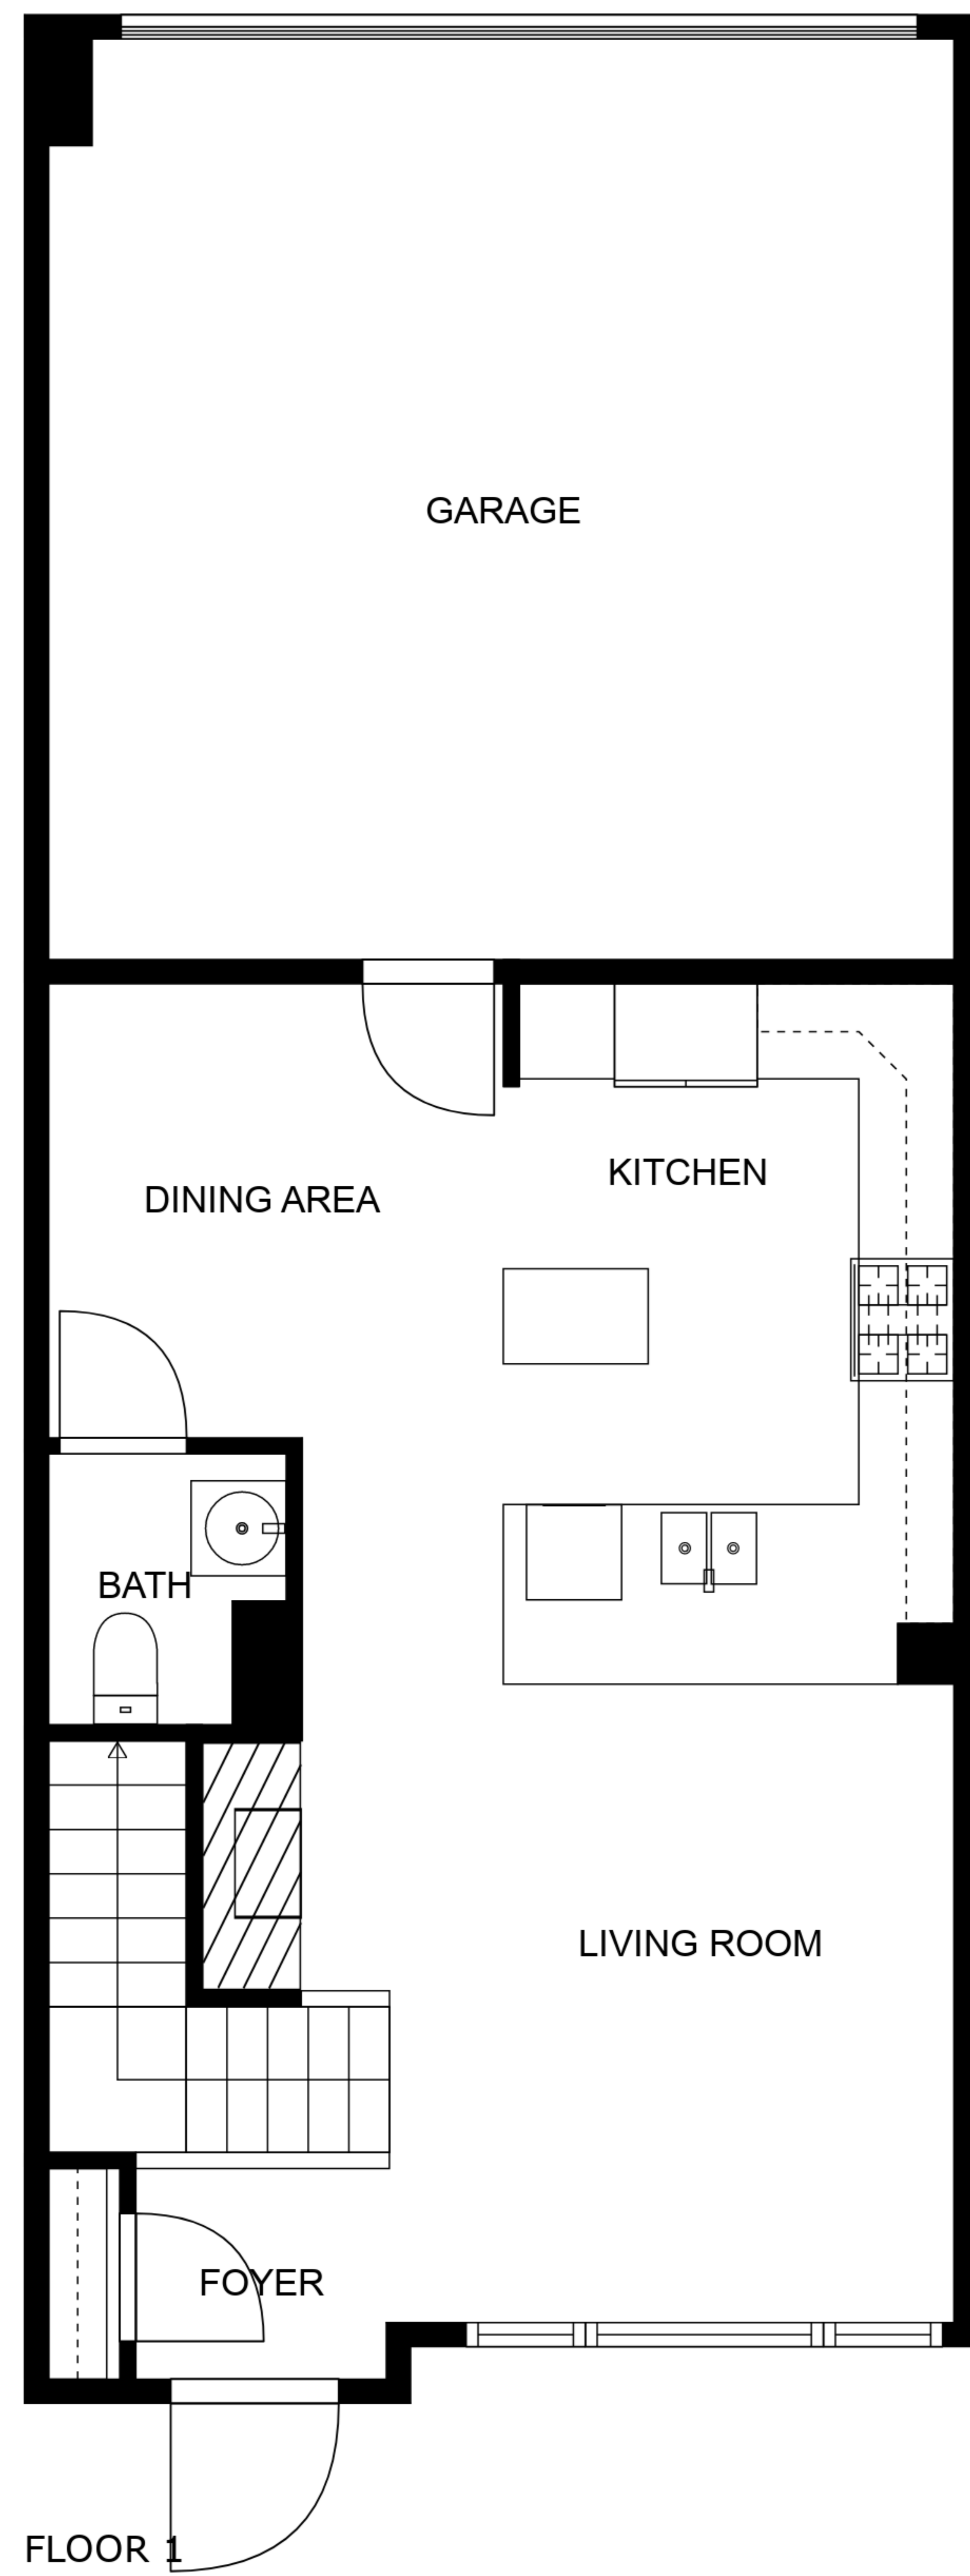 GARAGE
KITCHEN
DINING AREA
BATH
LIVING ROOM
FOYER
FLOOR 1